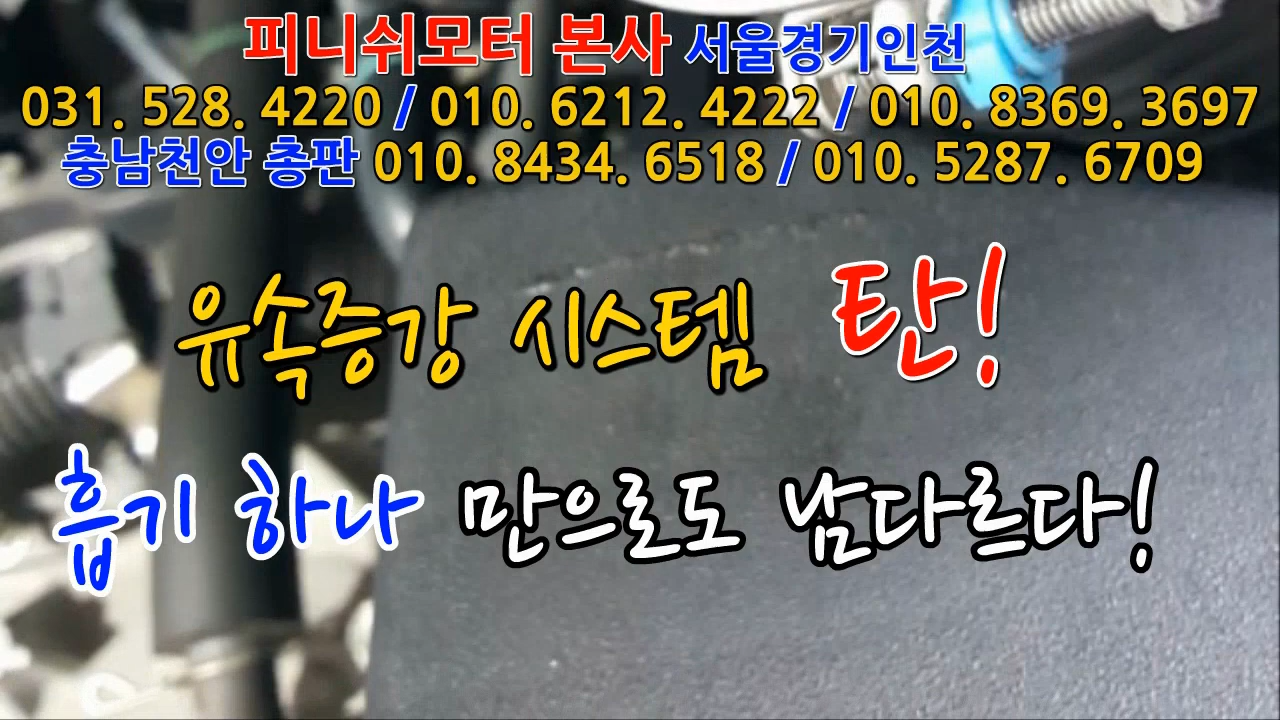 피니쉬모터 본사 서울경기인천
031. 528. 4220 / 010. 6212. 4222 / 010. 8369. 3697
충남천안 총판 010. 8434. 6518 / 010. 5287. 6709
유속증강 시스템 탄!
흡기 하나 만으로도 남다르다!